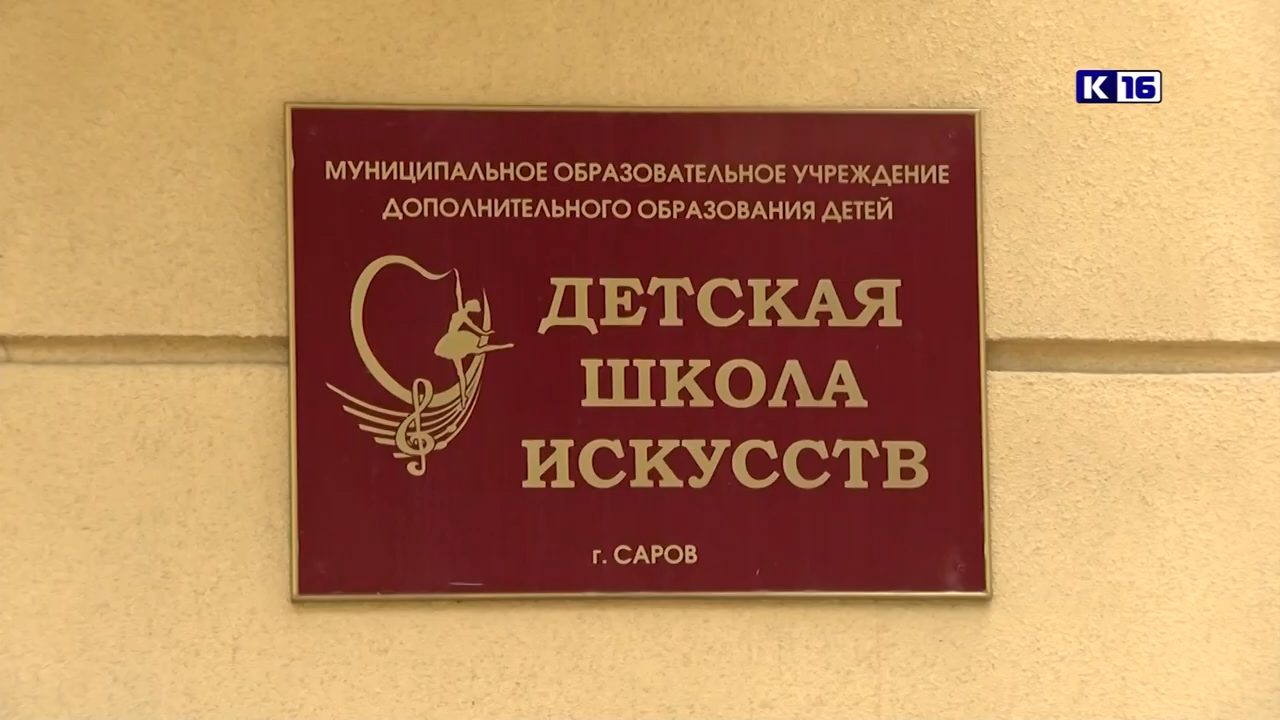 К 16
МУНИЦИПАЛЬНОЕ ОБРАЗОВАТЕЛЬНОЕ УЧРЕЖДЕНИЕ
ДОПОЛНИТЕЛЬНОГО ОБРАЗОВАНИЯ ДЕТЕЙ
ДЕТСКАЯ
ШКОЛА
ИСКУССТВ
г. САРОВ